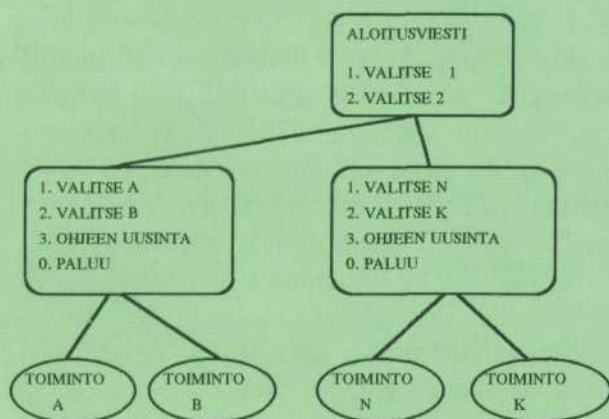 ALOITUSVIESTI
1. VALITSE 1
2. VALITSE 2
1. VALITSE A
2. VALITSE B
3. OHJEEN UUSINTA
0. PALUU
1. VALITSE N
2. VALITSE K
3. OHJEEN UUSINTA
0. PALUU
TOIMINTO
A
TOIMINTO
B
TOIMINTO
N
TOIMINTO
K